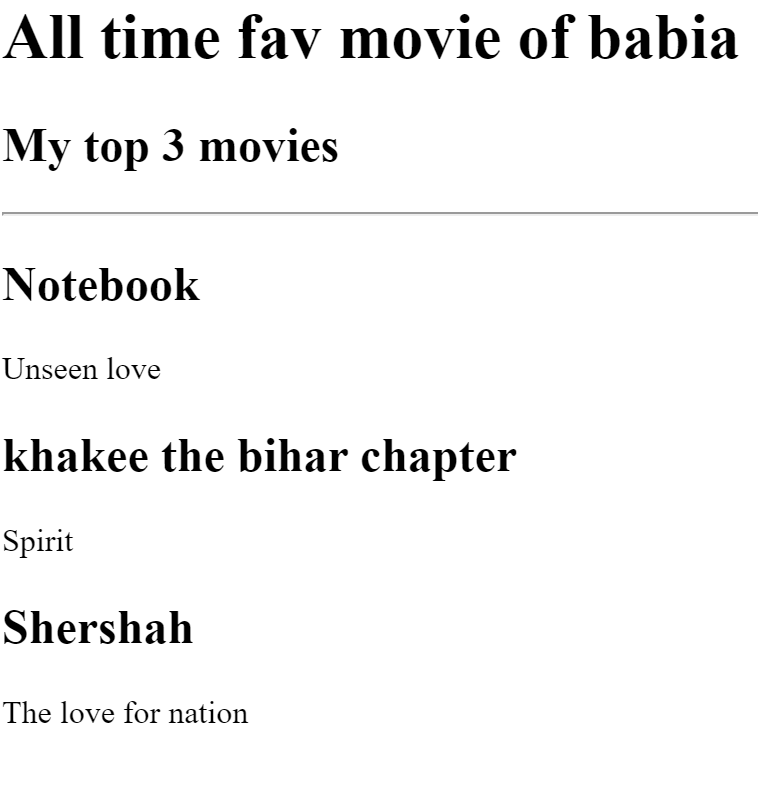 All time fav movie of babia
My top 3 movies
Notebook
Unseen love
khakee the bihar chapter
Spirit
Shershah
The love for nation